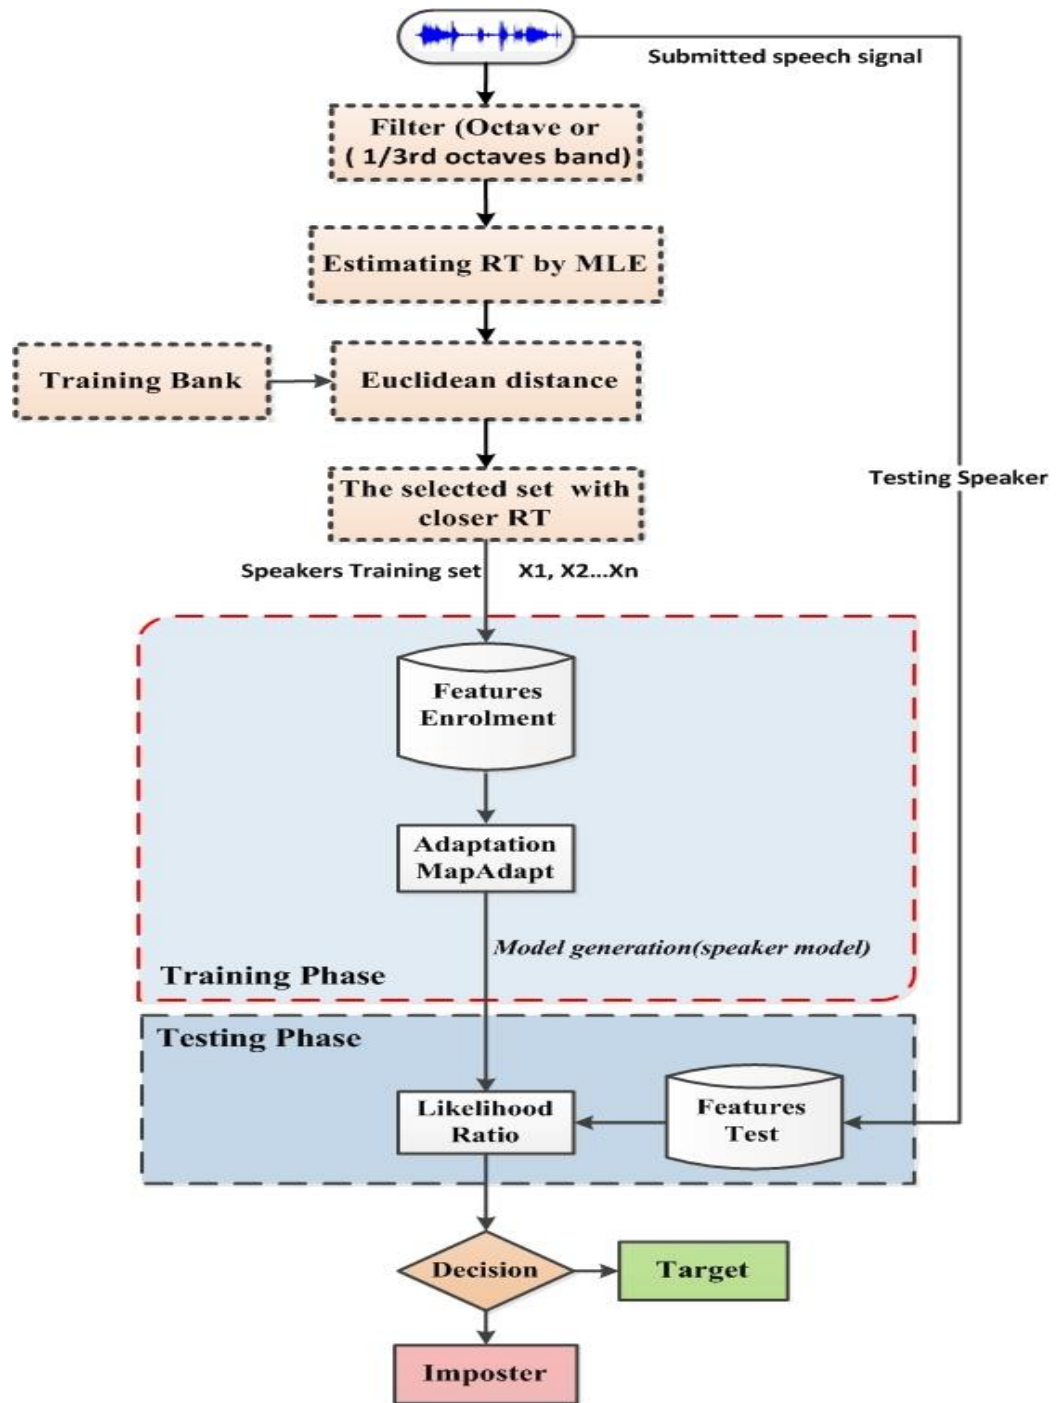 Submitted speech signal
Filter (Octave or
( 1/3rd octaves band)
Estimating RT by MLE
Training Bank
Euclidean distance
The selected set with
closer RT
Testing Speaker
Speakers Training set X1, X2...Xn
Features
Enrolment
Adaptation
MapAdapt
Model generation(speaker model)
Training Phase
Testing Phase
Likelihood
Ratio
Features
Test
Decision
Target
Imposter